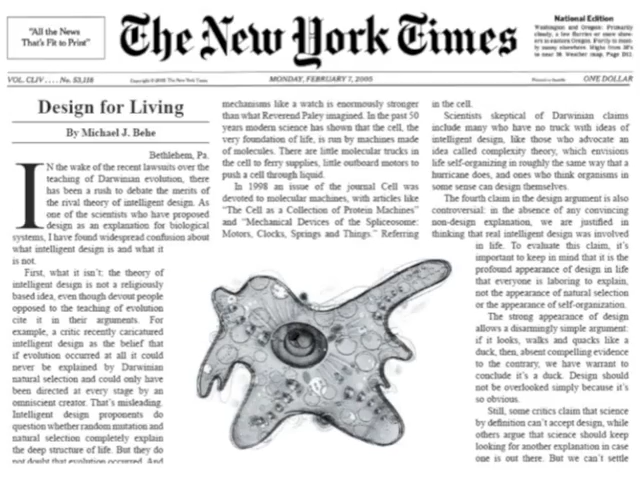 "All the News
That's Fit to Print"
The New York Times
National Edition
Washington and Oregon: Primarily
VOL. CLIV .... No. 53,116
MONDAY, FEBRUARY 7, 2005
ONE DOLLAR
Design for Living
By Michael J. Behe
Bethlehem, Pa.
IN the wake of the recent lawsuits over the
teaching of Darwinian evolution, there
has been a rush to debate the merits of
the rival theory of intelligent design. As
one of the scientists who have proposed
design as an explanation for biological
systems, I have found widespread confusion about
what intelligent design is and what it
is not.
First, what it isn't: the theory of
intelligent design is not a religiously
based idea, even though devout people
opposed to the teaching of evolution
cite it in their arguments. For
example, a critic recently caricatured
intelligent design as the belief that
if evolution occurred at all it could
never be explained by Darwinian
natural selection and could only have
been directed at every stage by an
omniscient creator. That's misleading.
Intelligent design proponents do
question whether random mutation and
natural selection completely explain
the deep structure of life. But they do
not doubt that evolution occurred. And
mechanisms like a watch is enormously stronger
than what Reverend Paley imagined. In the past 50
years modern science has shown that the cell, the
very foundation of life, is run by machines made
of molecules. There are little molecular trucks in
the cell to ferry supplies, little outboard motors to
push a cell through liquid.
In 1998 an issue of the journal Cell was
devoted to molecular machines, with articles like
"The Cell as a Collection of Protein Machines"
and "Mechanical Devices of the Spliceosome:
Motors, Clocks, Springs and Things." Referring
in the cell.
Scientists skeptical of Darwinian claims
include many who have no truck with ideas of
intelligent design, like those who advocate an
idea called complexity theory, which envisions
life self-organizing in roughly the same way that a
hurricane does, and ones who think organisms in
some sense can design themselves.
The fourth claim in the design argument is also
controversial: in the absence of any convincing
non-design explanation, we are justified in
thinking that real intelligent design was involved
in life. To evaluate this claim, it's
important to keep in mind that it is the
profound appearance of design in life
that everyone is laboring to explain,
not the appearance of natural selection
or the appearance of self-organization.
The strong appearance of design
allows a disarmingly simple argument:
if it looks, walks and quacks like a
duck, then, absent compelling evidence
to the contrary, we have warrant to
conclude it's a duck. Design should
not be overlooked simply because it's
so obvious.
Still, some critics claim that science
by definition can't accept design, while
others argue that science should keep
looking for another explanation in case
one is out there. But we can't settle